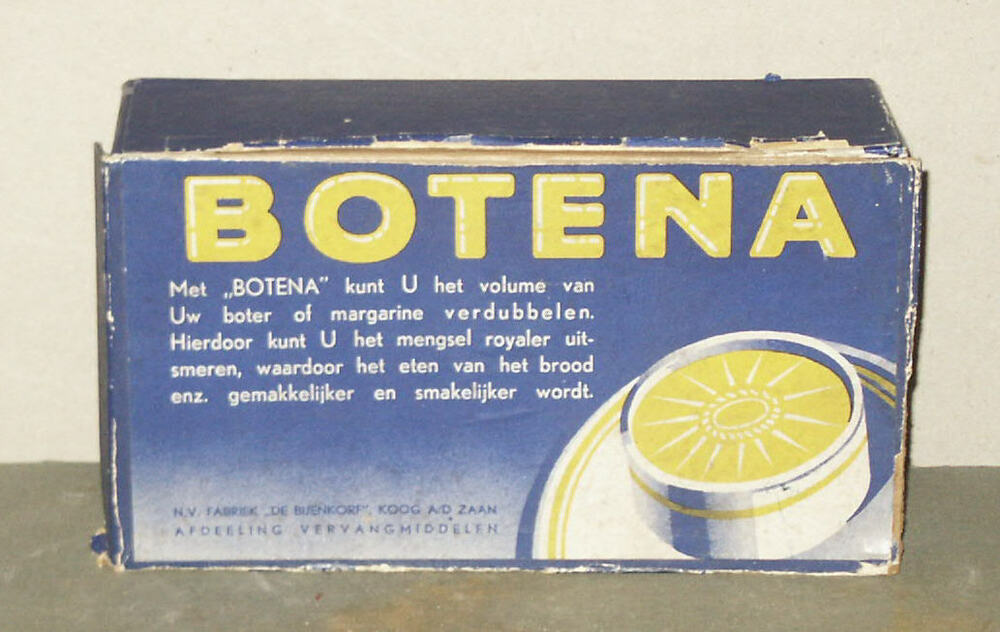 BOTENA
Met „BOTENA” kunt U het volume van
Uw boter of margarine verdubbelen.
Hierdoor kunt U het mengsel royaler uit-
smeren, waardoor het eten van het brood
enz. gemakkelijker en smakelijker wordt.
N.V. FABRIEK „DE BIJENKORF”, KOOG A/D ZAAN
AFDEELING VERVANGMIDDELEN